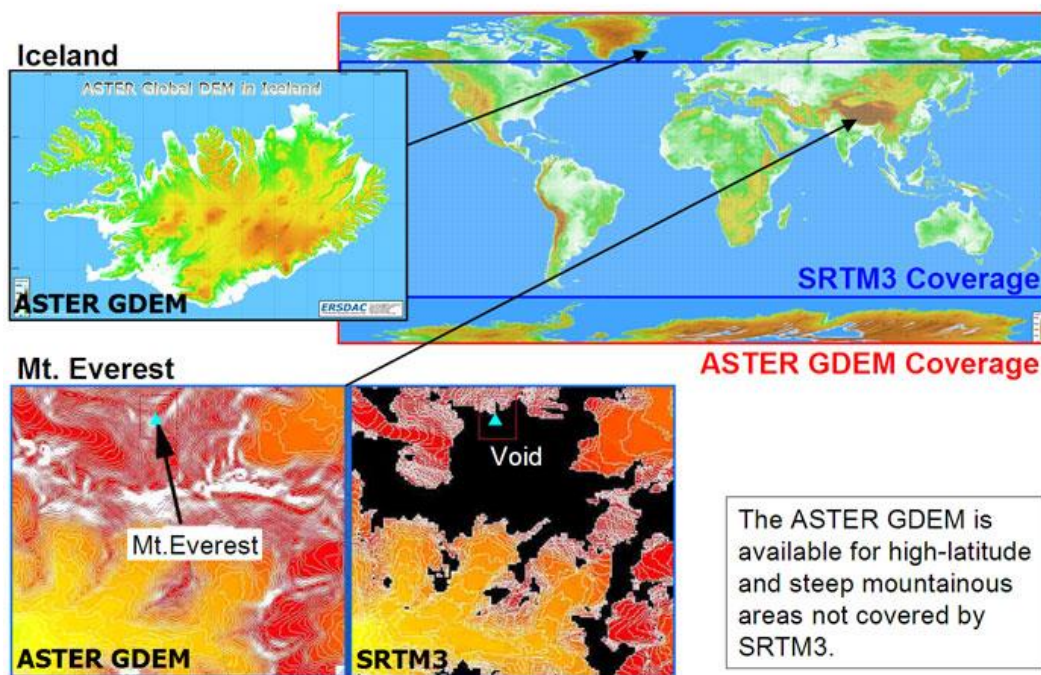 Iceland
ASTER Global DEM in Iceland
ASTER GDEM
ERSDAC
SRTM3 Coverage
ASTER GDEM Coverage
Mt. Everest
Mt.Everest
ASTER GDEM
Void
SRTM3
The ASTER GDEM is
available for high-latitude
and steep mountainous
areas not covered by
SRTM3.